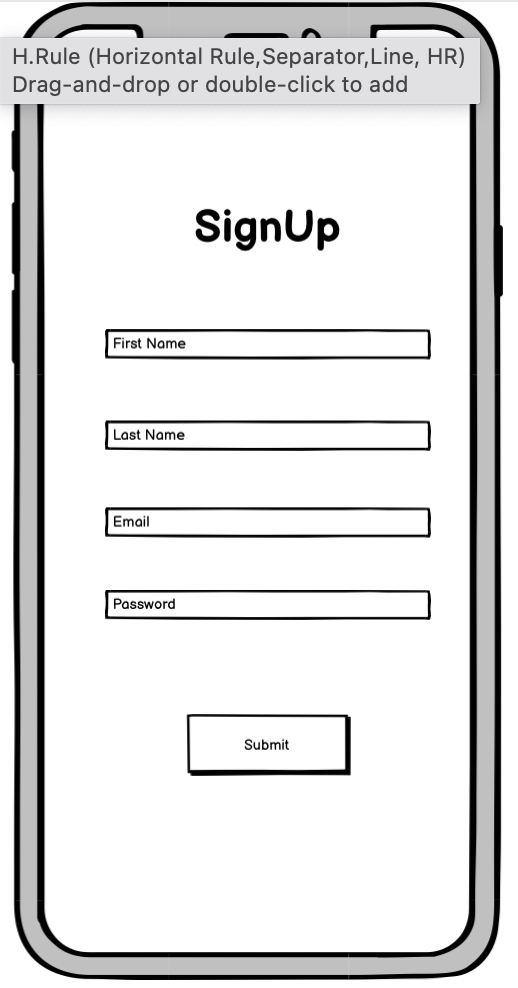 H.Rule (Horizontal Rule,Separator,Line, HR)
Drag-and-drop or double-click to add
SignUp
First Name
Last Name
Email
Password
Submit